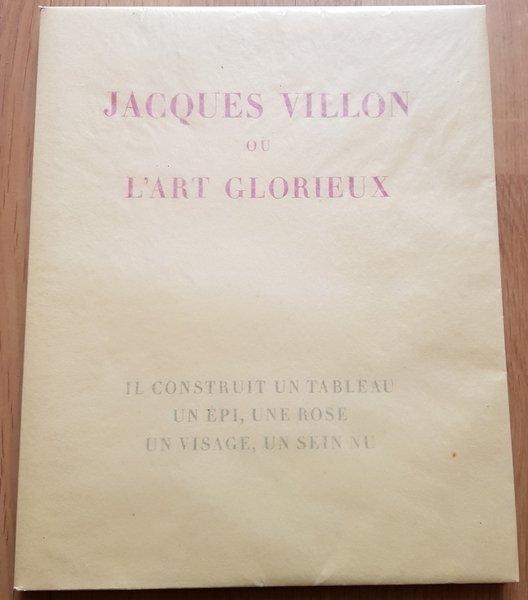 JACQUES VILLON
OU
L'ART GLORIEUX
IL CONSTRUIT UN TABLEAU
UN ÉPI, UNE ROSE
UN VISAGE, UN SEIN NU